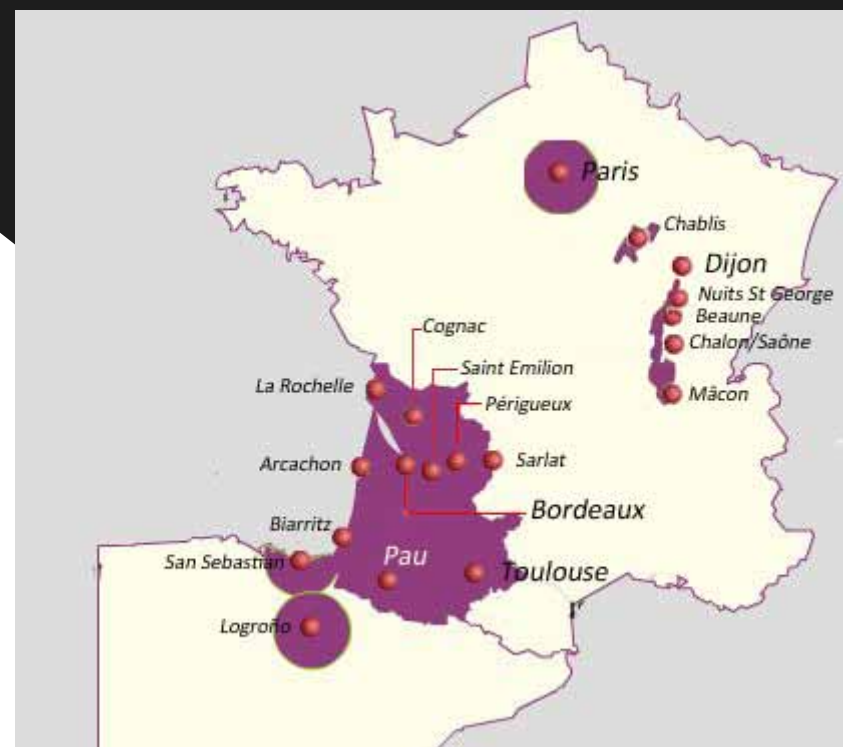 Paris
Chablis
Dijon
Nuits St George
Beaune
Cognac
Chalon/Saône
Saint Emilion
La Rochelle
Périgueux
Mâcon
Arcachon
Sarlat
Bordeaux
Biarritz
Pau
San Sebastian
Toulouse
Logroño